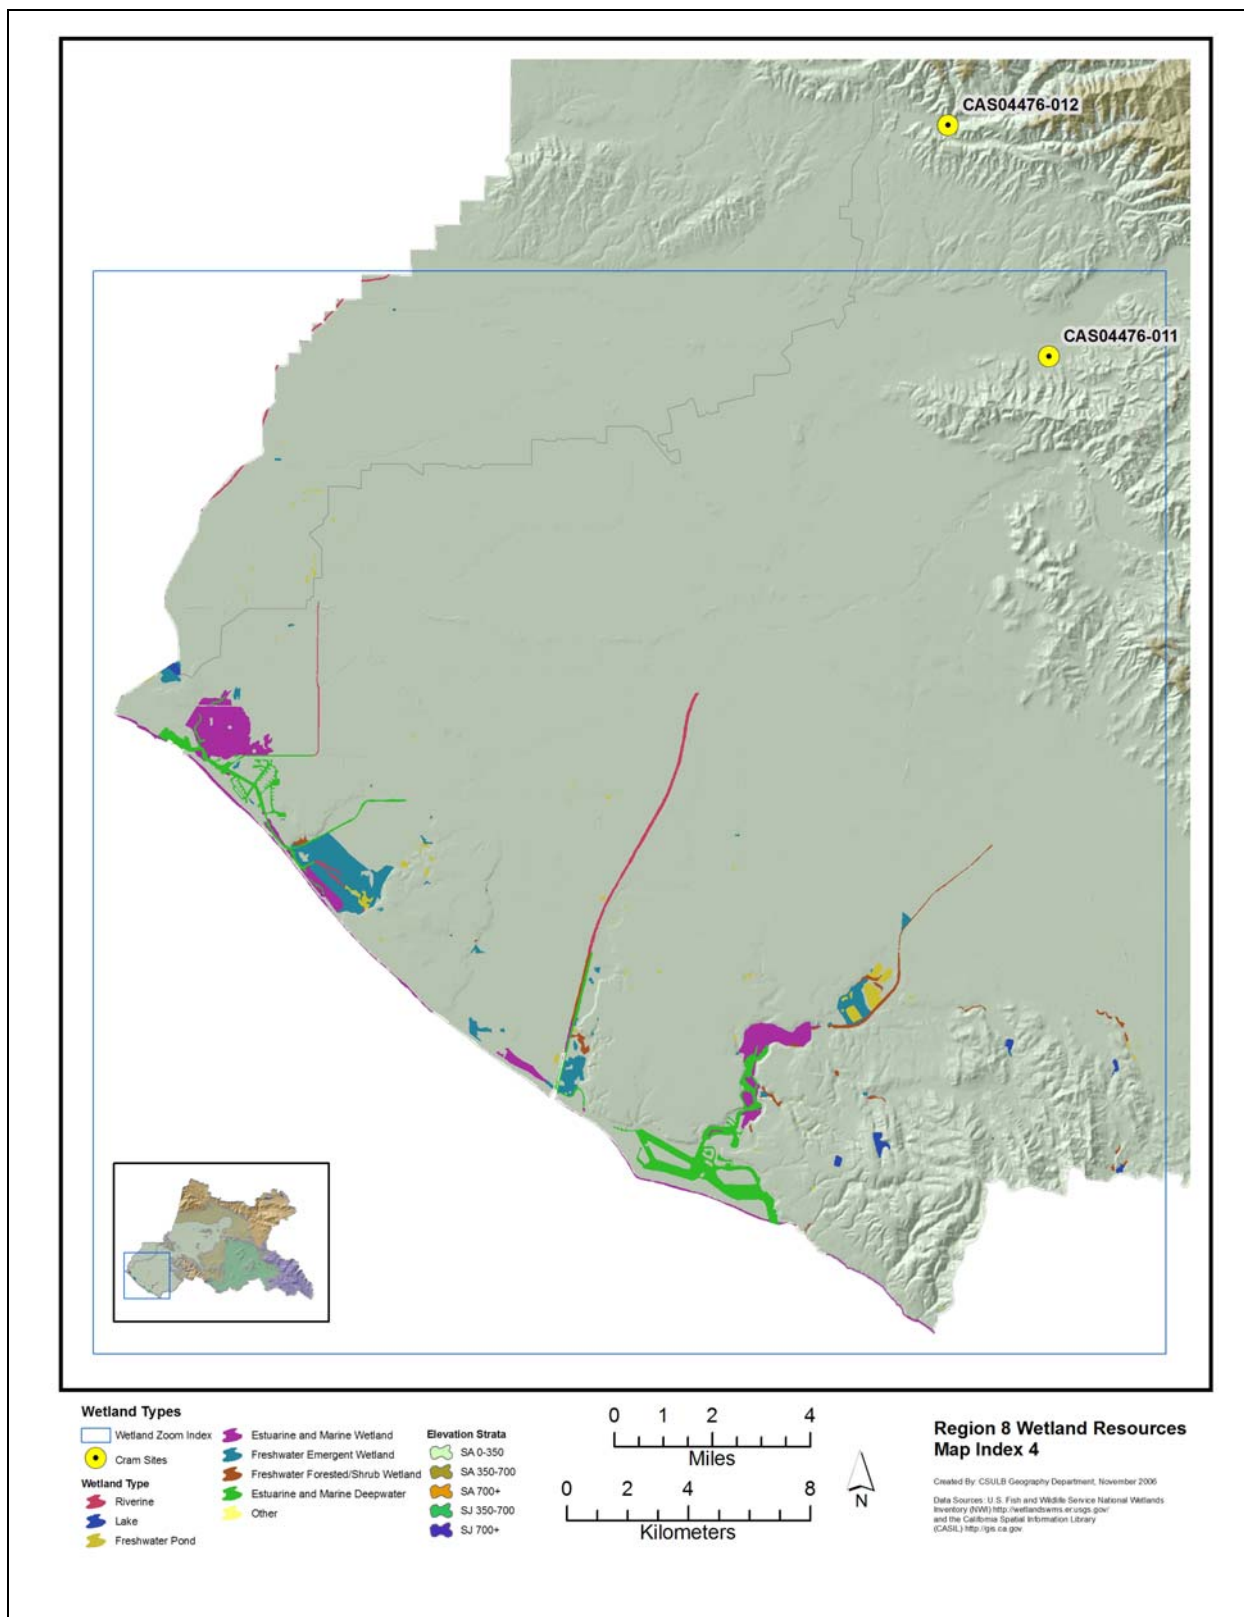 CAS04476-012
CAS04476-011
Wetland Types
Wetland Zoom Index
Cram Sites
Wetland Type
Riverine
Lake
Freshwater Pond
Estuarine and Marine Wetland
Freshwater Emergent Wetland
Freshwater Forested/Shrub Wetland
Estuarine and Marine Deepwater
Other
Elevation Strata
SA 0-350
SA 350-700
SA 700+
SJ 350-700
SJ 700+
0 1 2 4
Miles
0 2 4 8
Kilometers
N
Region 8 Wetland Resources
Map Index 4
Created By: CSULB Geography Department, November 2006
Data Sources: U.S. Fish and Wildlife Service National Wetlands
Inventory (NWI) http://wetlandswms.er.usgs.gov/
and the California Spatial Information Library
(CASIL) http://gis.ca.gov